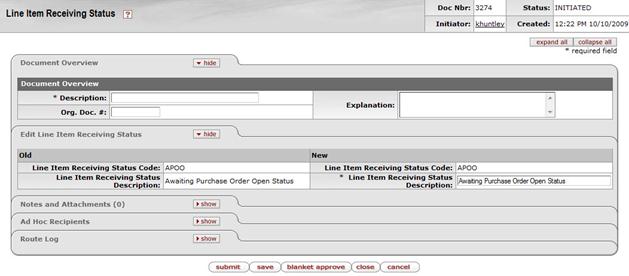 Line Item Receiving Status ?
Doc Nbr: 3274 Status: INITIATED
Initiator: khuntley Created: 12:22 PM 10/10/2009
expand all collapse all
* required field
Document Overview hide
Document Overview
* Description: Explanation:
Org. Doc. #:
Edit Line Item Receiving Status hide
Old New
Line Item Receiving Status Code: APOO Line Item Receiving Status Code: APOO
Line Item Receiving Status Description: Awaiting Purchase Order Open Status * Line Item Receiving Status Description: Awaiting Purchase Order Open Status
Notes and Attachments (0) show
Ad Hoc Recipients show
Route Log show
submit save blanket approve close cancel